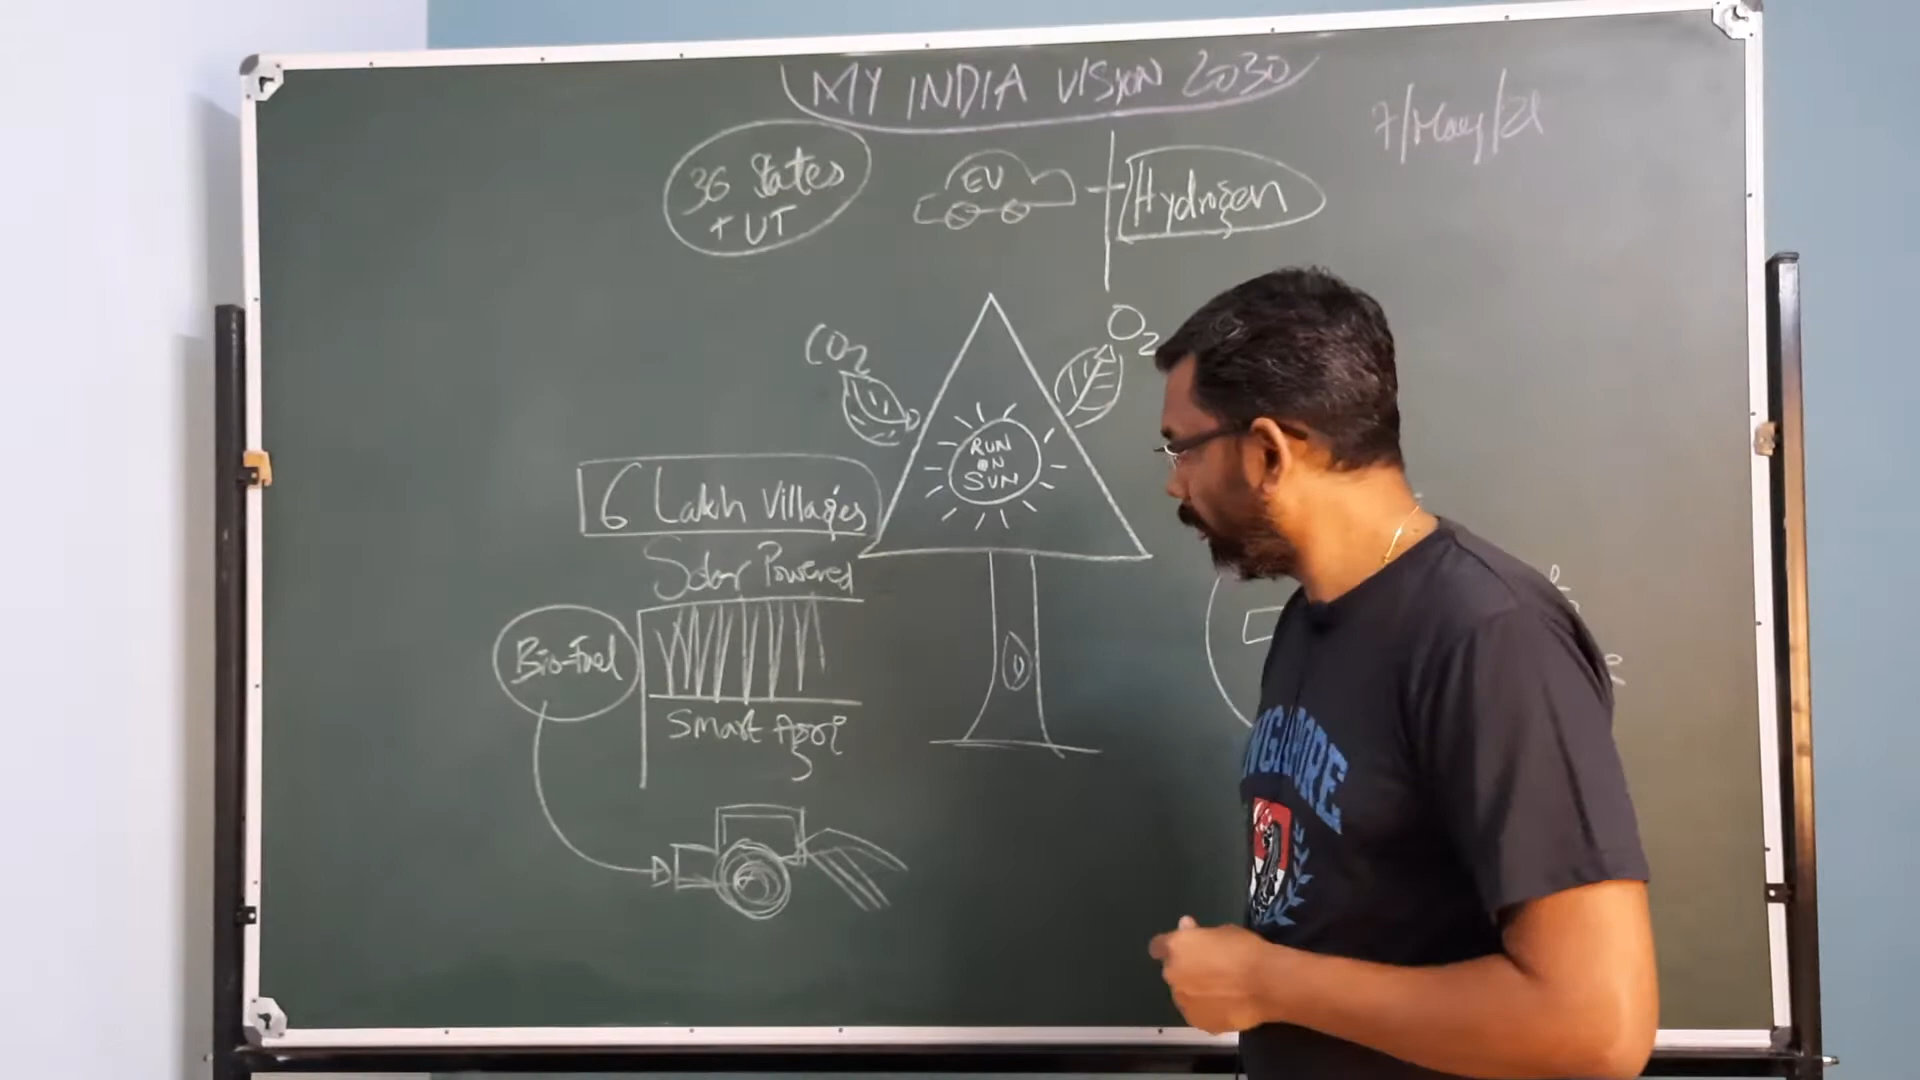 MY INDIA VISION 2030
7/May/21
36 States
+ UT
EV
Hydrogen
CO2
O2
RUN
ON
SUN
6 Lakh Villages
Solar Powered
Bio-Fuel
Smart Agri